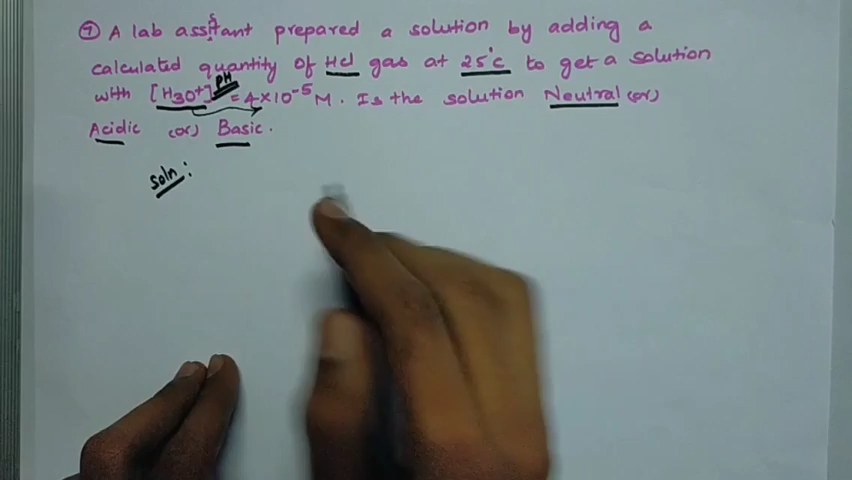 ⑦ A lab assitant prepared a solution by adding a
calculated quantity of HCl gas at 25°C to get a solution
with [H3O+] = 4×10⁻⁵ M. Is the solution Neutral (or)
PH
Acidic (or) Basic.
Soln: